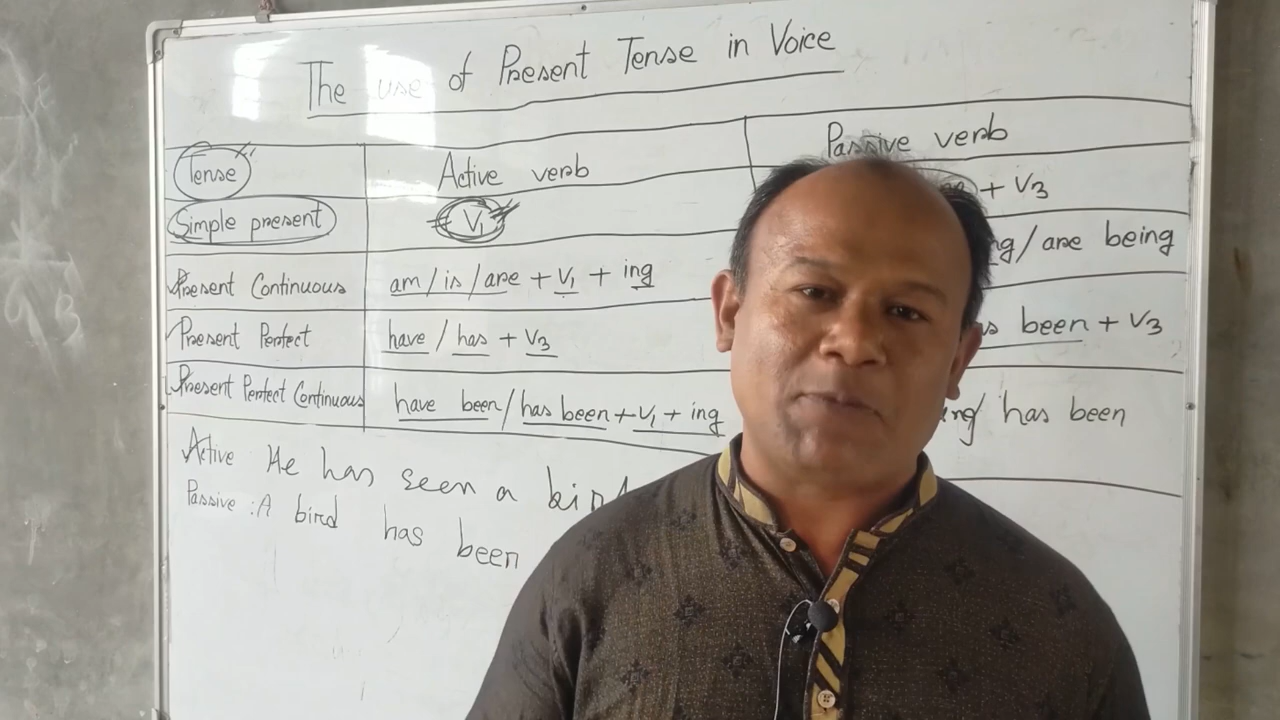 The use of Present Tense in Voice
Tense Active verb Passive verb
Simple present V1 + V3
Present Continuous am / is / are + V1 + ing / are being
Present Perfect have / has + V3 been + V3
Present Perfect Continuous have been / has been + V1 + ing has been
Active He has seen a
Passive : A bird has been